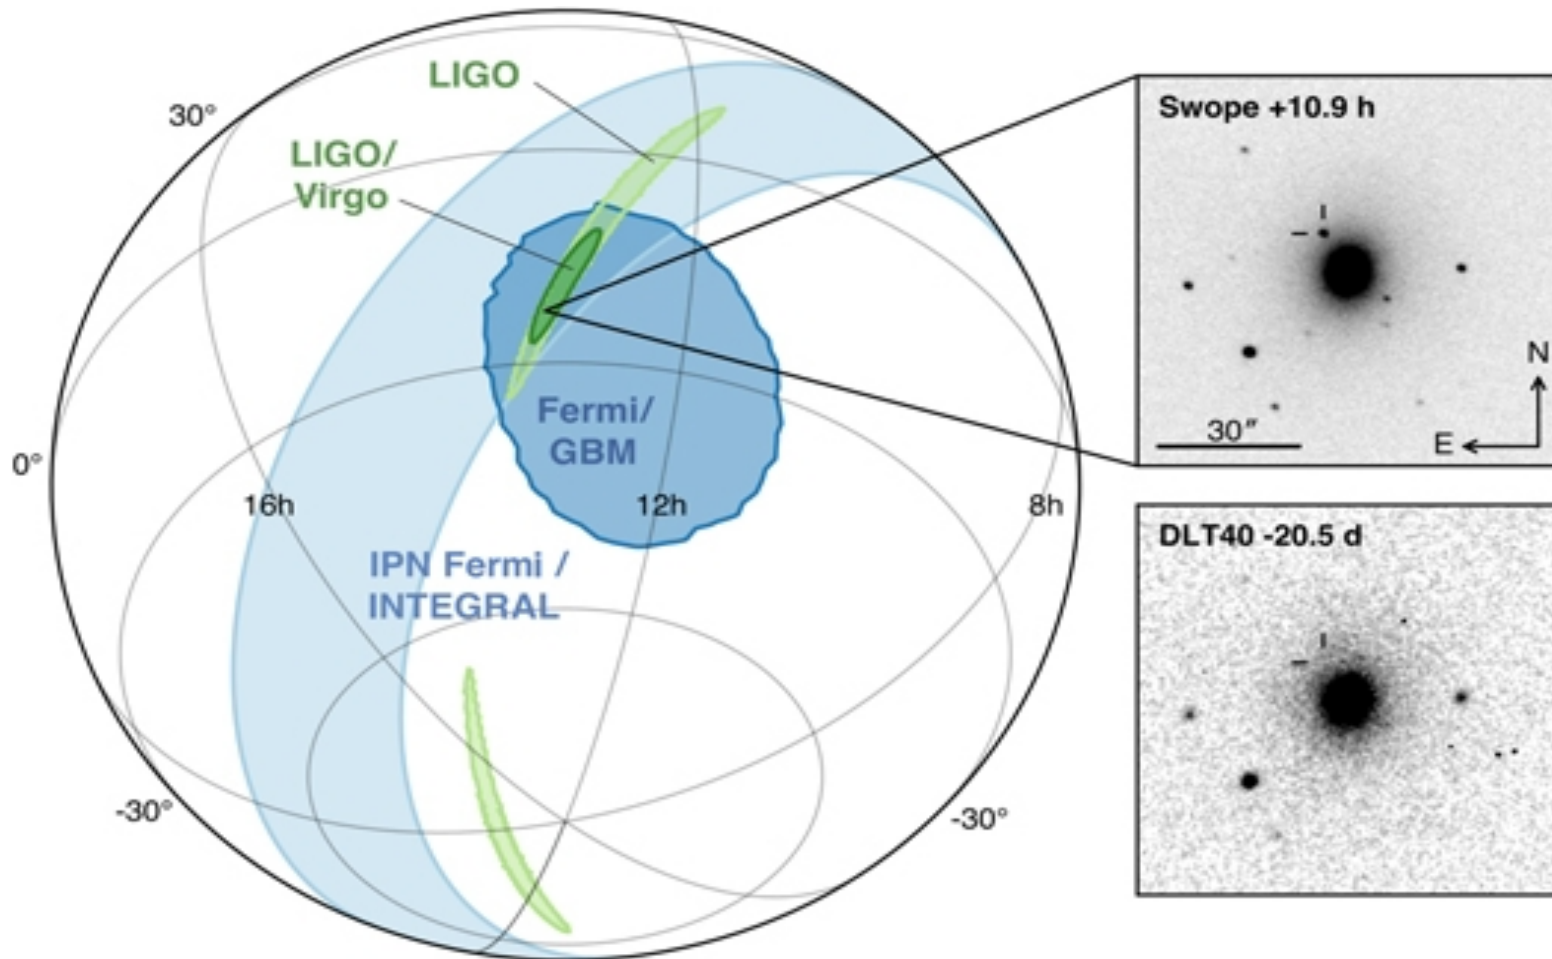 LIGO
30°
LIGO/
Virgo
Swope +10.9 h
N
Fermi/
GBM
30″
E
0°
16h
12h
8h
DLT40 -20.5 d
IPN Fermi /
INTEGRAL
-30°
-30°